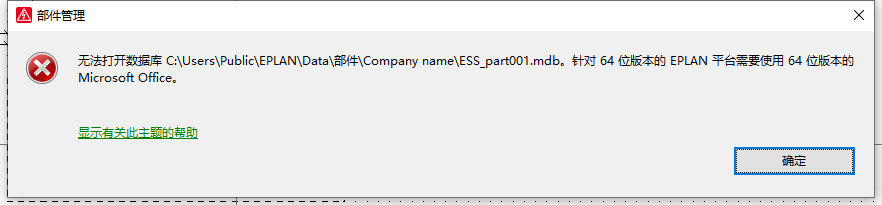 部件管理
无法打开数据库 C:\Users\Public\EPLAN\Data\部件\Company name\ESS_part001.mdb。针对 64 位版本的 EPLAN 平台需要使用 64 位版本的
Microsoft Office。
显示有关此主题的帮助
确定